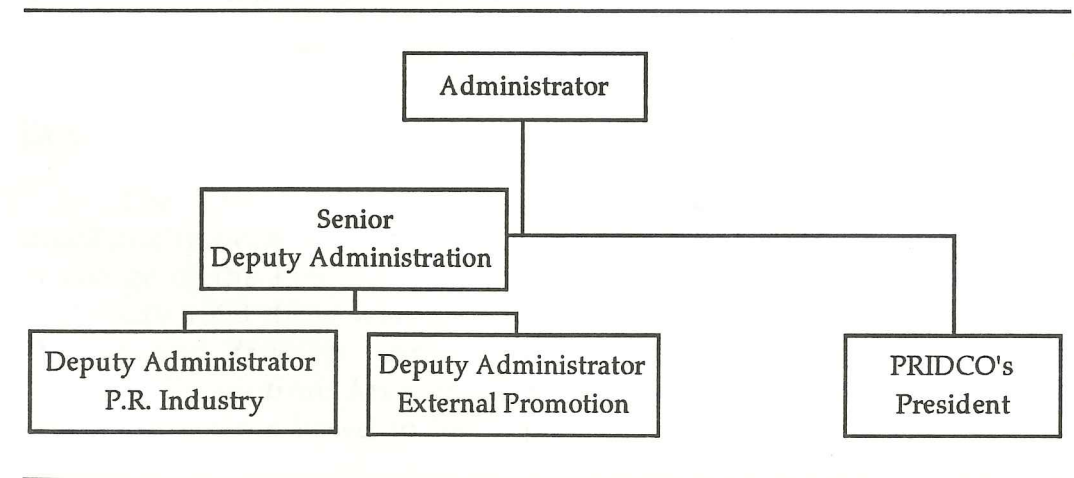 Administrator
Senior
Deputy Administration
Deputy Administrator
P.R. Industry
Deputy Administrator
External Promotion
PRIDCO's
President